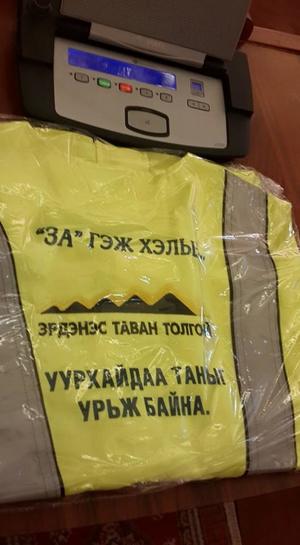 "ЗА" ГЭЖ ХЭЛЬЕ.
ЭРДЭНЭС ТАВАН ТОЛГОЙ
УУРХАЙДАА ТАНЫГ
УРЬЖ БАЙНА.